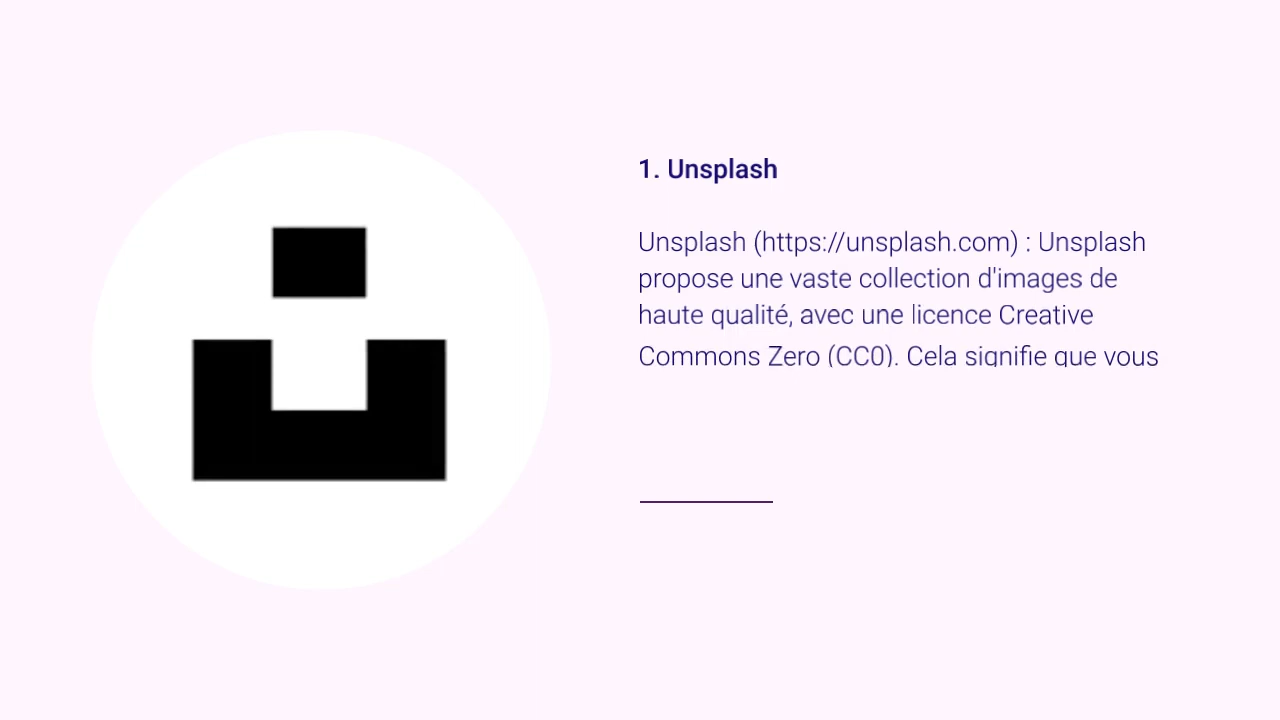 1. Unsplash
Unsplash (https://unsplash.com) : Unsplash
propose une vaste collection d'images de
haute qualité, avec une licence Creative
Commons Zero (CC0). Cela signifie que vous